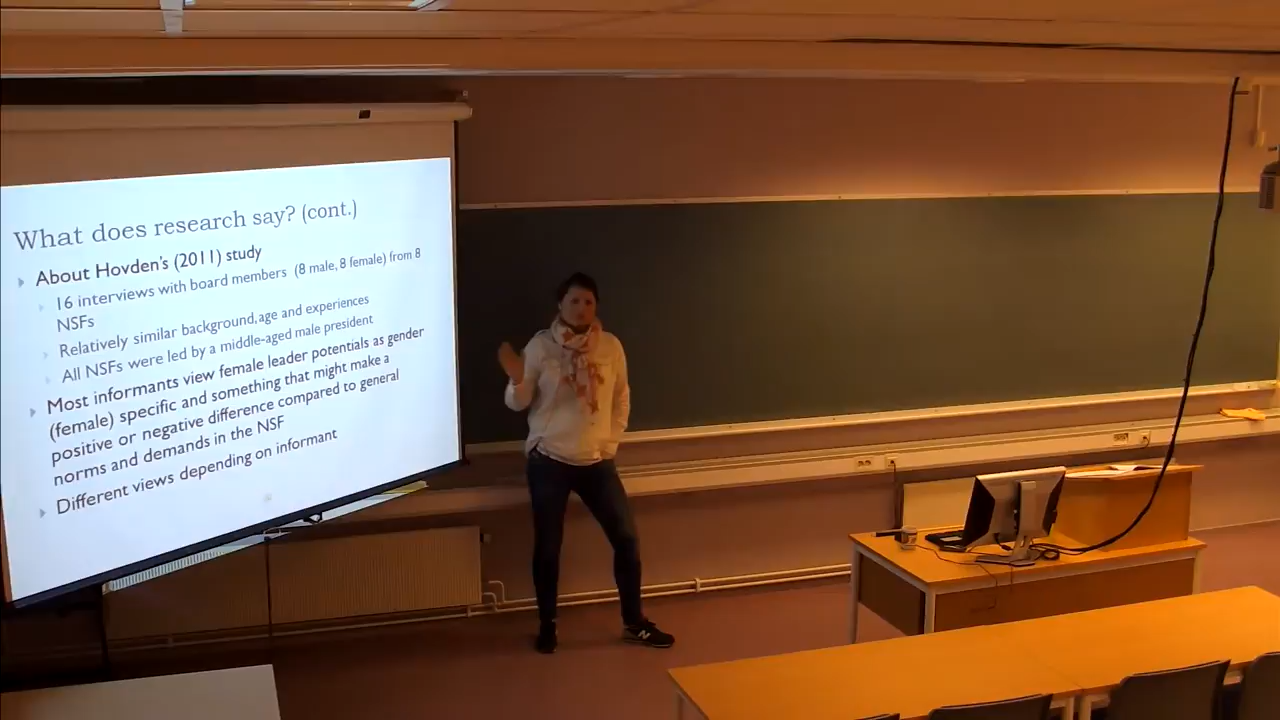 What does research say? (cont.)
About Hovden's (2011) study
16 interviews with board members (8 male, 8 female) from 8
NSFs
Relatively similar background, age and experiences
All NSFs were led by a middle-aged male president
Most informants view female leader potentials as gender
(female) specific and something that might make a
positive or negative difference compared to general
norms and demands in the NSF
Different views depending on informant
N